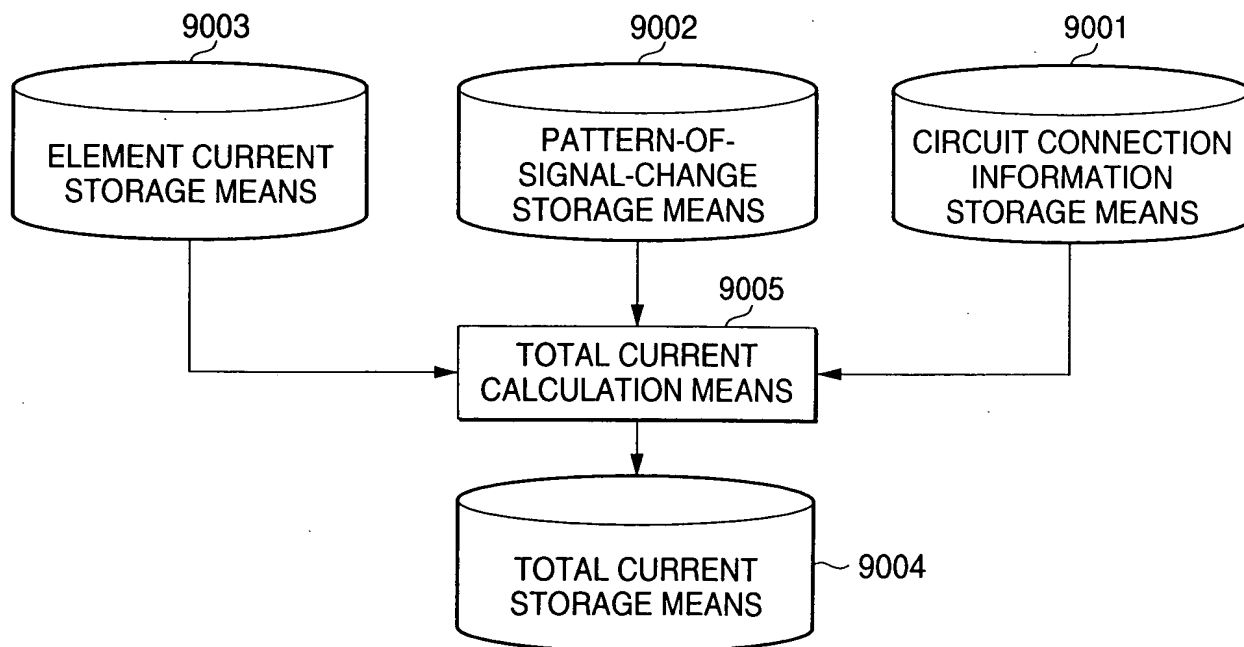 9003
9002
9001
ELEMENT CURRENT
STORAGE MEANS
PATTERN-OF-
SIGNAL-CHANGE
STORAGE MEANS
CIRCUIT CONNECTION
INFORMATION
STORAGE MEANS
9005
TOTAL CURRENT
CALCULATION MEANS
TOTAL CURRENT
STORAGE MEANS
9004